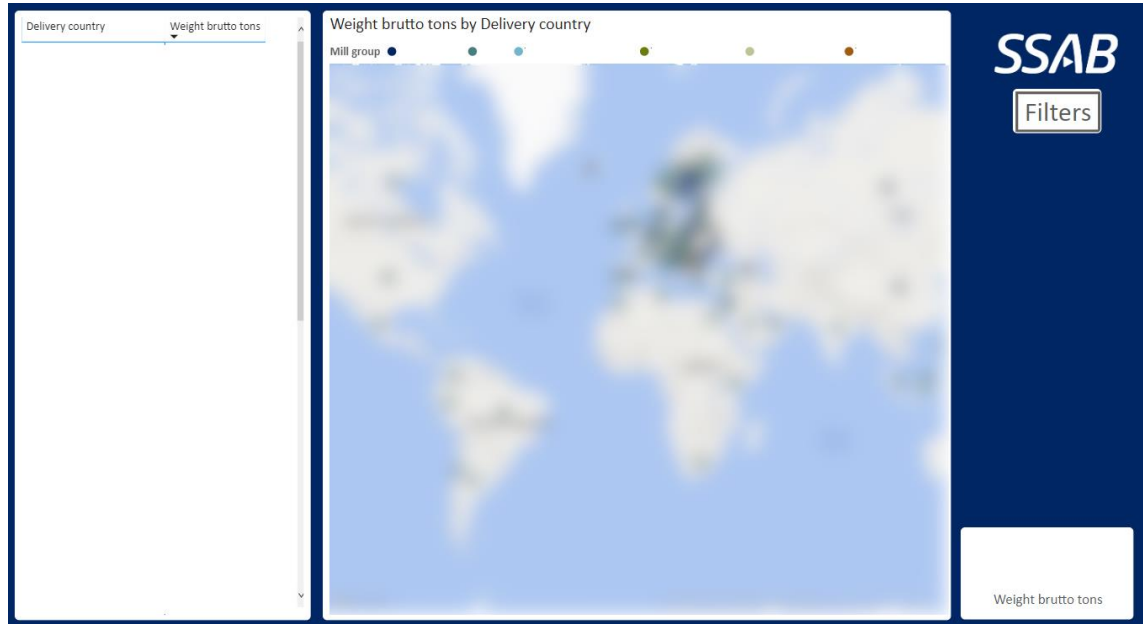 Delivery country Weight brutto tons
Weight brutto tons by Delivery country
Mill group
SSAB
Filters
Weight brutto tons